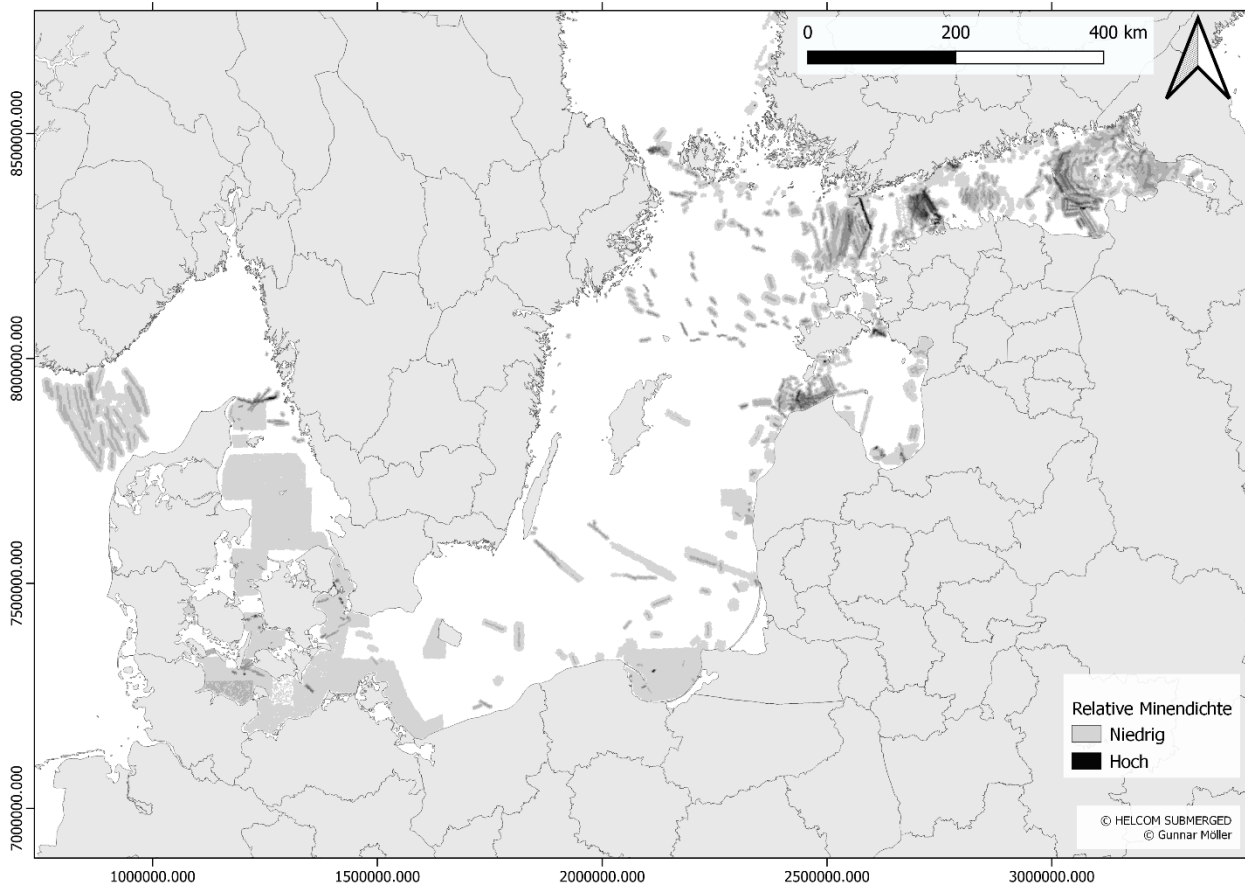 0 200 400 km
8500000.000
8000000.000
7500000.000
7000000.000
Relative Minendichte
Niedrig
Hoch
© HELCOM SUBMERGED
© Gunnar Möller
1000000.000 1500000.000 2000000.000 2500000.000 3000000.000